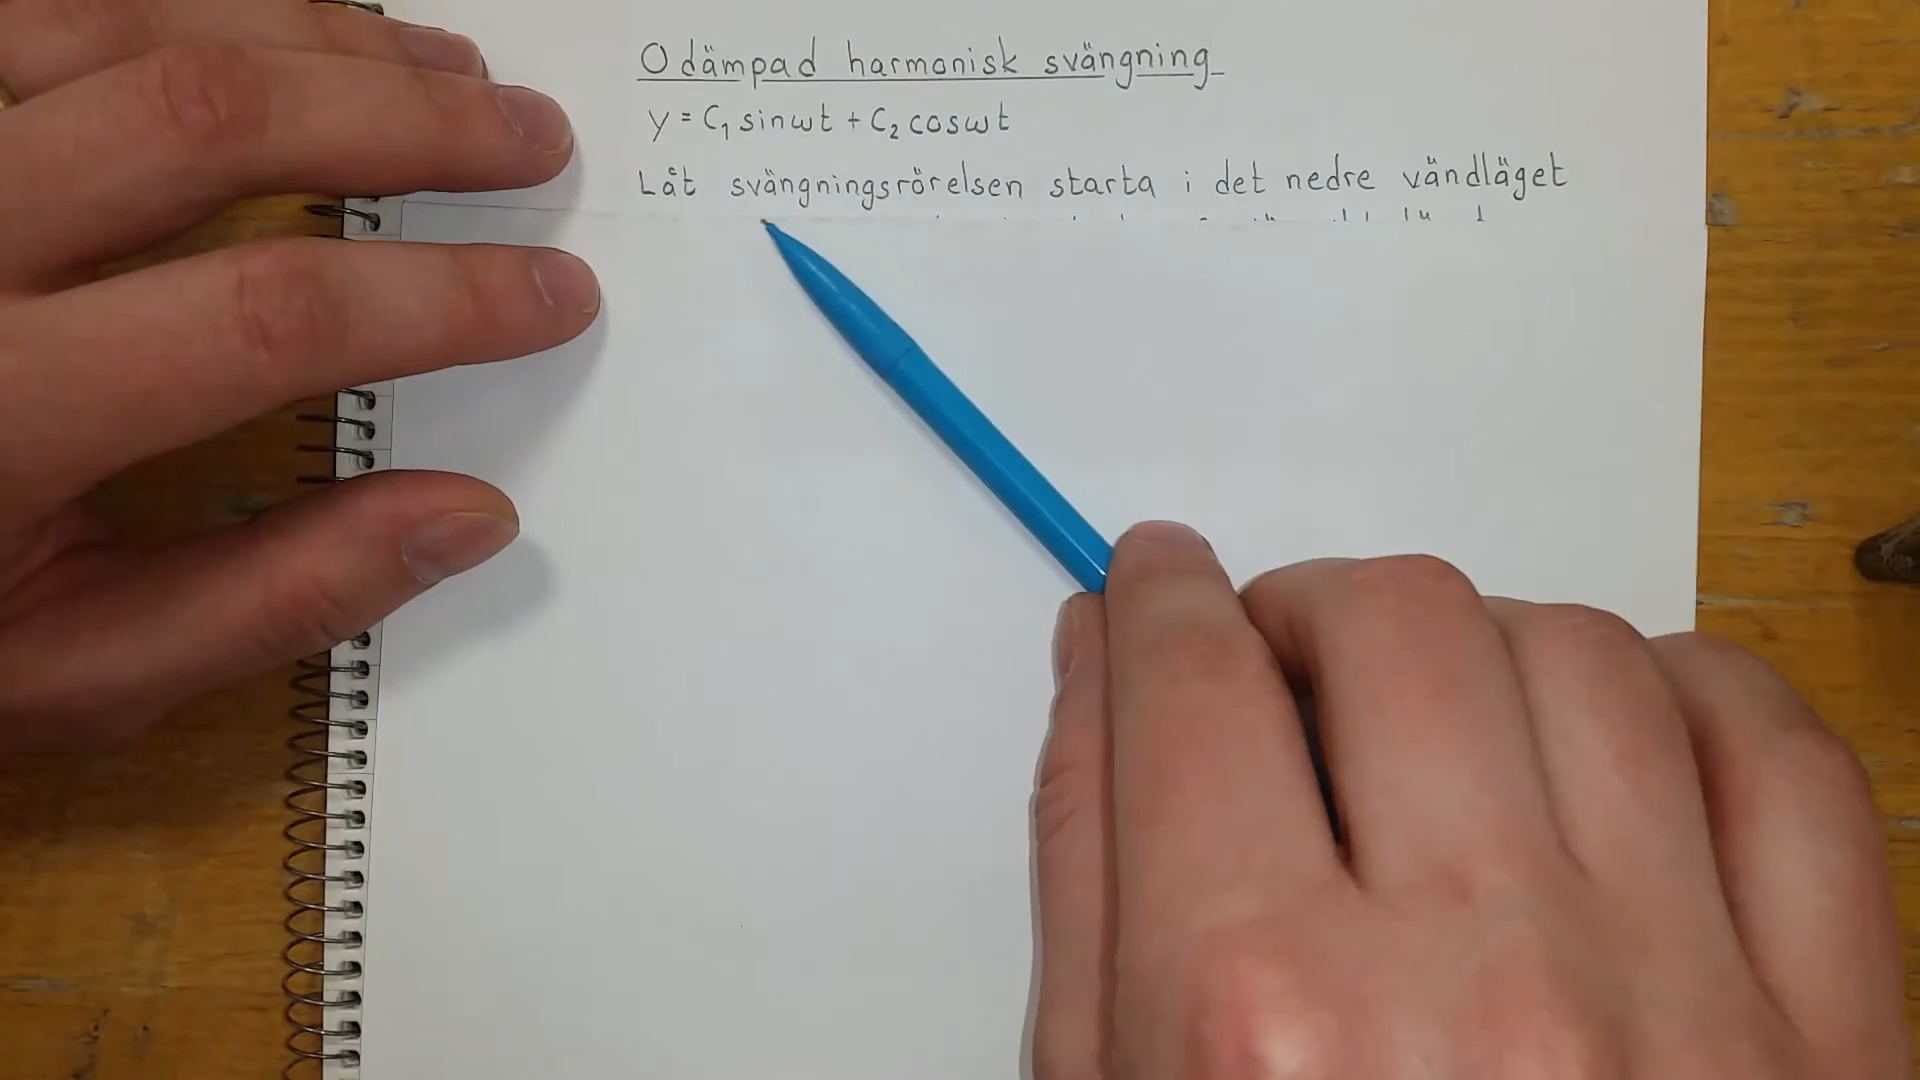 Odämpad harmonisk svängning
y = C₁ sinωt + C₂ cosωt
Låt svängningsrörelsen starta i det nedre vändläget